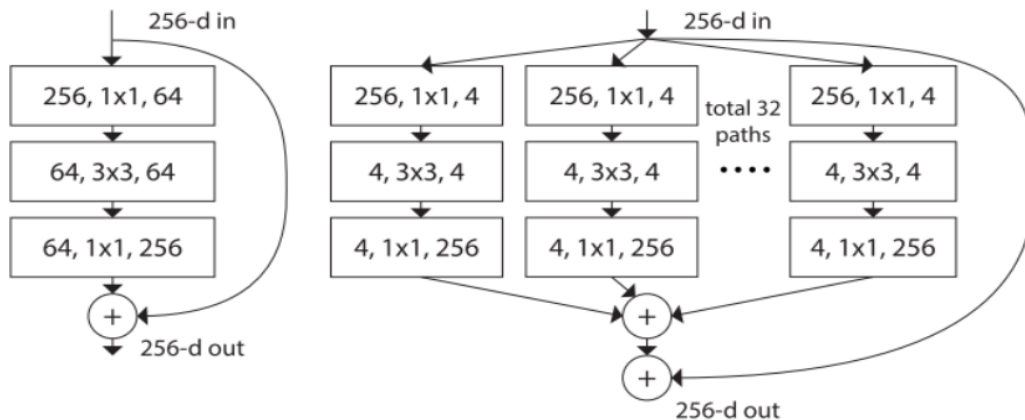 256-d in
256, 1x1, 64
64, 3x3, 64
64, 1x1, 256
+
256-d out
256-d in
256, 1x1, 4
256, 1x1, 4
total 32
paths
256, 1x1, 4
4, 3x3, 4
4, 3x3, 4
....
4, 3x3, 4
4, 1x1, 256
4, 1x1, 256
4, 1x1, 256
+
+
256-d out